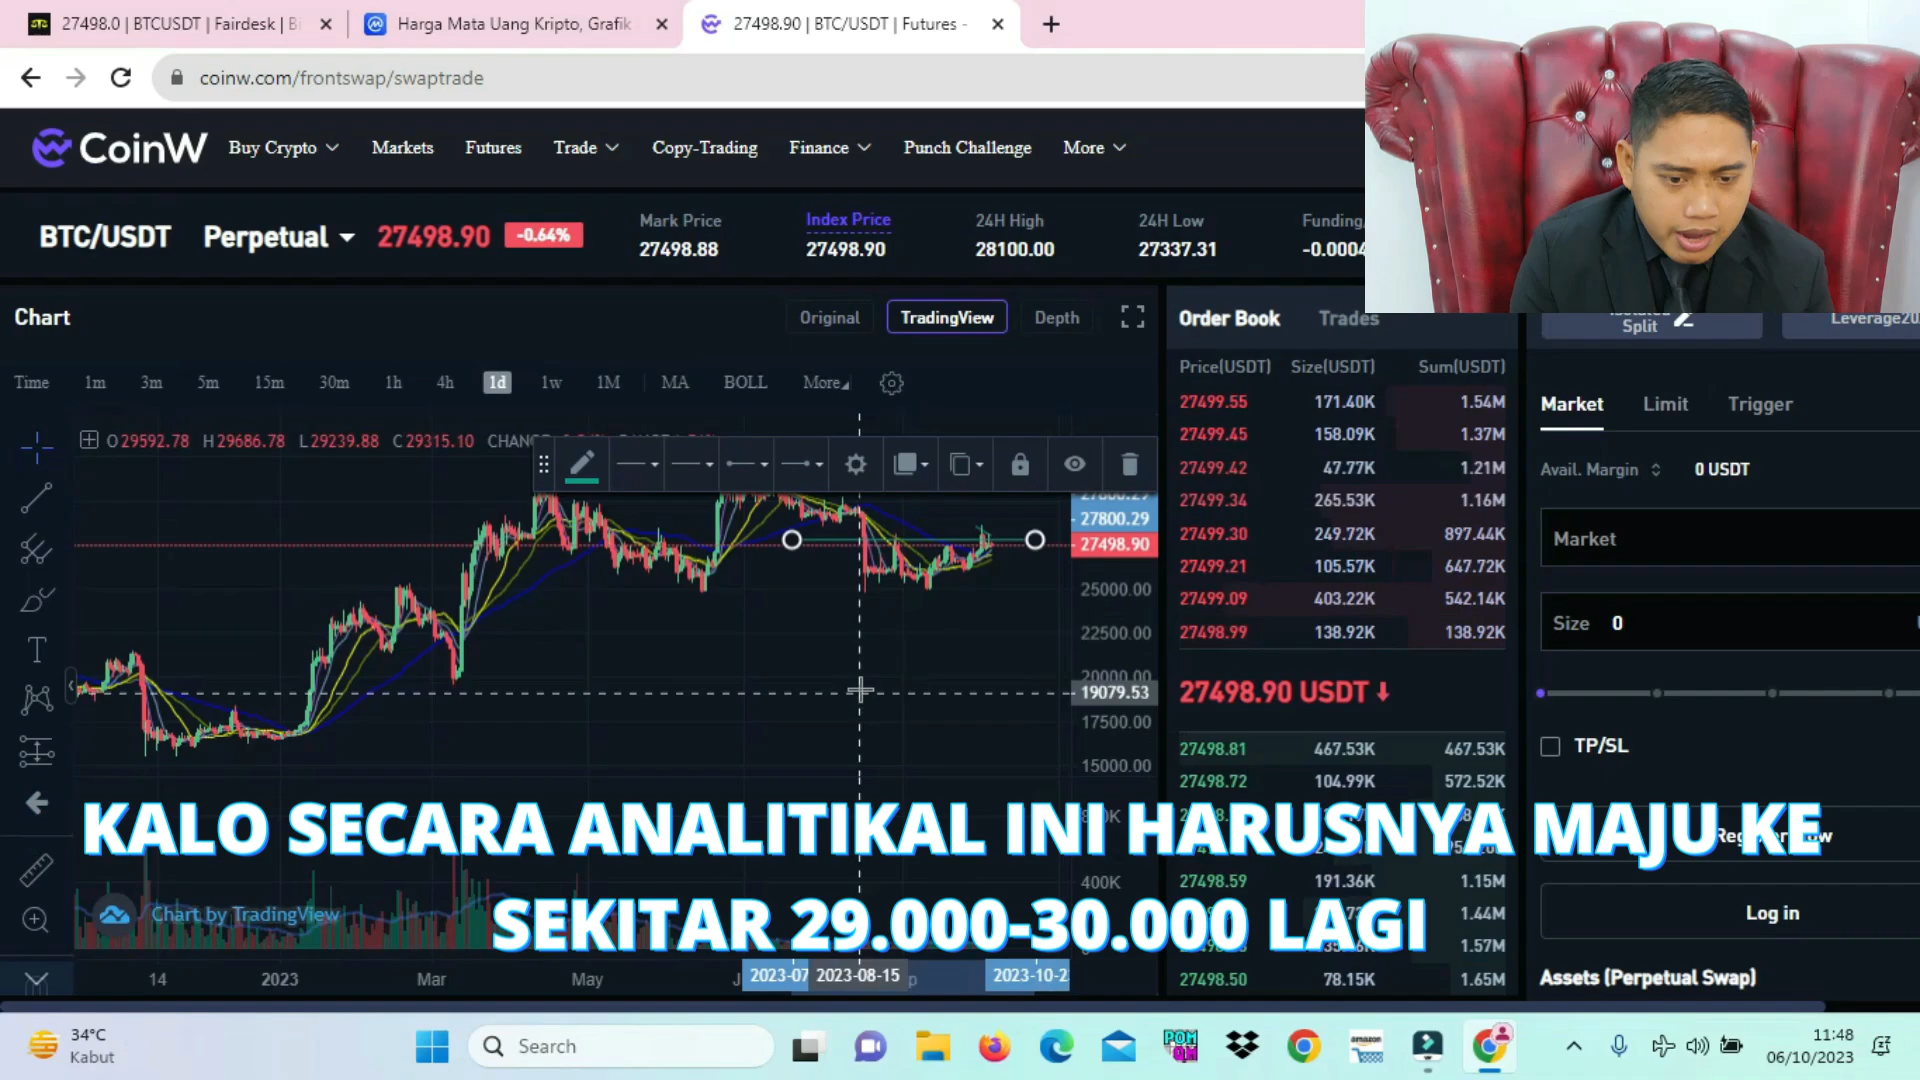 27498.0 | BTCUSDT | Fairdesk | Bi
Harga Mata Uang Kripto, Grafik
27498.90 | BTC/USDT | Futures -
coinw.com/frontswap/swaptrade
CoinW
Buy Crypto
Markets
Futures
Trade
Copy-Trading
Finance
Punch Challenge
More
BTC/USDT
Perpetual
27498.90
-0.64%
Mark Price
27498.88
Index Price
27498.90
24H High
28100.00
24H Low
27337.31
Funding
-0.0004
Chart
Original
TradingView
Depth
Time 1m 3m 5m 15m 30m 1h 4h 1d 1w 1M MA BOLL More
O29592.78 H29686.78 L29239.88 C29315.10 CHAN
27800.29
27498.90
25000.00
22500.00
20000.00
19079.53
17500.00
15000.00
400K
Chart by TradingView
14 2023 Mar May 2023-07 2023-08-15 2023-10-2
Order Book
Trades
Price(USDT) Size(USDT) Sum(USDT)
27499.55 171.40K 1.54M
27499.45 158.09K 1.37M
27499.42 47.77K 1.21M
27499.34 265.53K 1.16M
27499.30 249.72K 897.44K
27499.21 105.57K 647.72K
27499.09 403.22K 542.14K
27498.99 138.92K 138.92K
27498.90 USDT
27498.81 467.53K 467.53K
27498.72 104.99K 572.52K
27498.59 191.36K 1.15M
1.44M
1.57M
27498.50 78.15K 1.65M
Split
Leverage20
Market
Limit
Trigger
Avail. Margin 0 USDT
Market
Size 0
TP/SL
Log in
Assets (Perpetual Swap)
KALO SECARA ANALITIKAL INI HARUSNYA MAJU KE
SEKITAR 29.000-30.000 LAGI
34°C
Kabut
Search
POM QM
amazon
11:48
06/10/2023